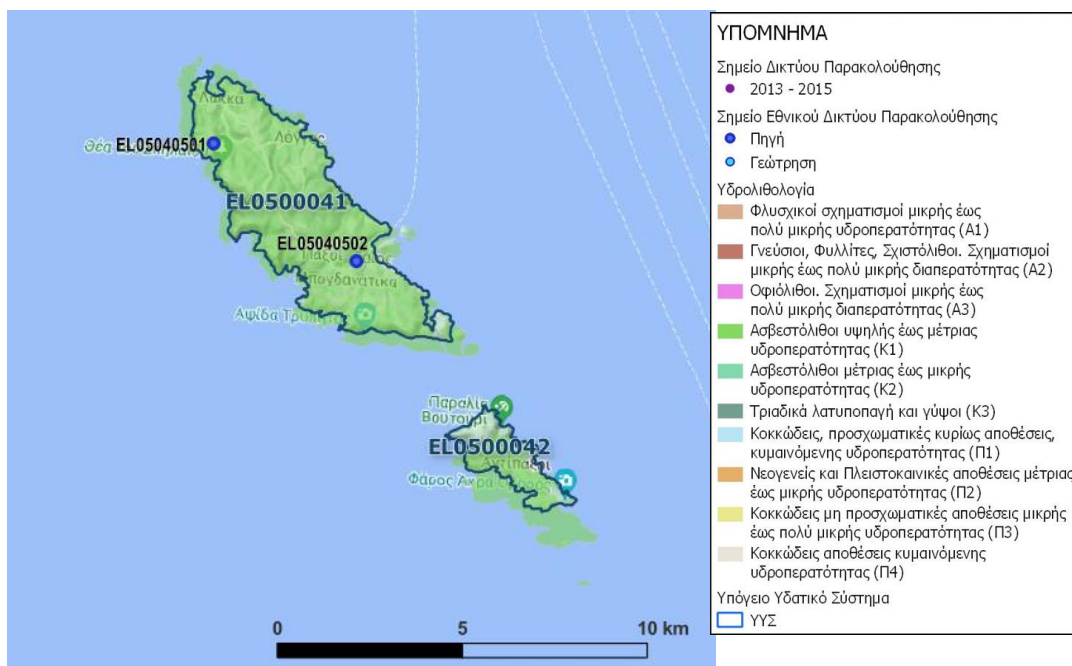 Λάκκα
Λόγγος
EL05040501
EL0500041
EL05040502
Αψίδα
Παραλία
Βουτούμι
EL0500042
Φάρος
0 5 10 km
ΥΠΟΜΝΗΜΑ
Σημείο Δικτύου Παρακολούθησης
2013 - 2015
Σημείο Εθνικού Δικτύου Παρακολούθησης
Πηγή
Γεώτρηση
Υδρολιθολογία
Φλυσχικοί σχηματισμοί μικρής έως
πολύ μικρής υδροπερατότητας (Α1)
Γνεύσιοι, Φυλλίτες, Σχιστόλιθοι. Σχηματισμοί
μικρής έως πολύ μικρής διαπερατότητας (Α2)
Οφιόλιθοι. Σχηματισμοί μικρής έως
πολύ μικρής διαπερατότητας (Α3)
Ασβεστόλιθοι υψηλής έως μέτριας
υδροπερατότητας (Κ1)
Ασβεστόλιθοι μέτριας έως μικρής
υδροπερατότητας (Κ2)
Τριαδικά λατυποπαγή και γύψοι (Κ3)
Κοκκώδεις, προσχωματικές κυρίως αποθέσεις,
κυμαινόμενης υδροπερατότητας (Π1)
Νεογενείς και Πλειστοκαινικές αποθέσεις μέτριας
έως μικρής υδροπερατότητας (Π2)
Κοκκώδεις μη προσχωματικές αποθέσεις μικρής
έως πολύ μικρής υδροπερατότητας (Π3)
Κοκκώδεις αποθέσεις κυμαινόμενης
υδροπερατότητας (Π4)
Υπόγειο Υδατικό Σύστημα
ΥΥΣ